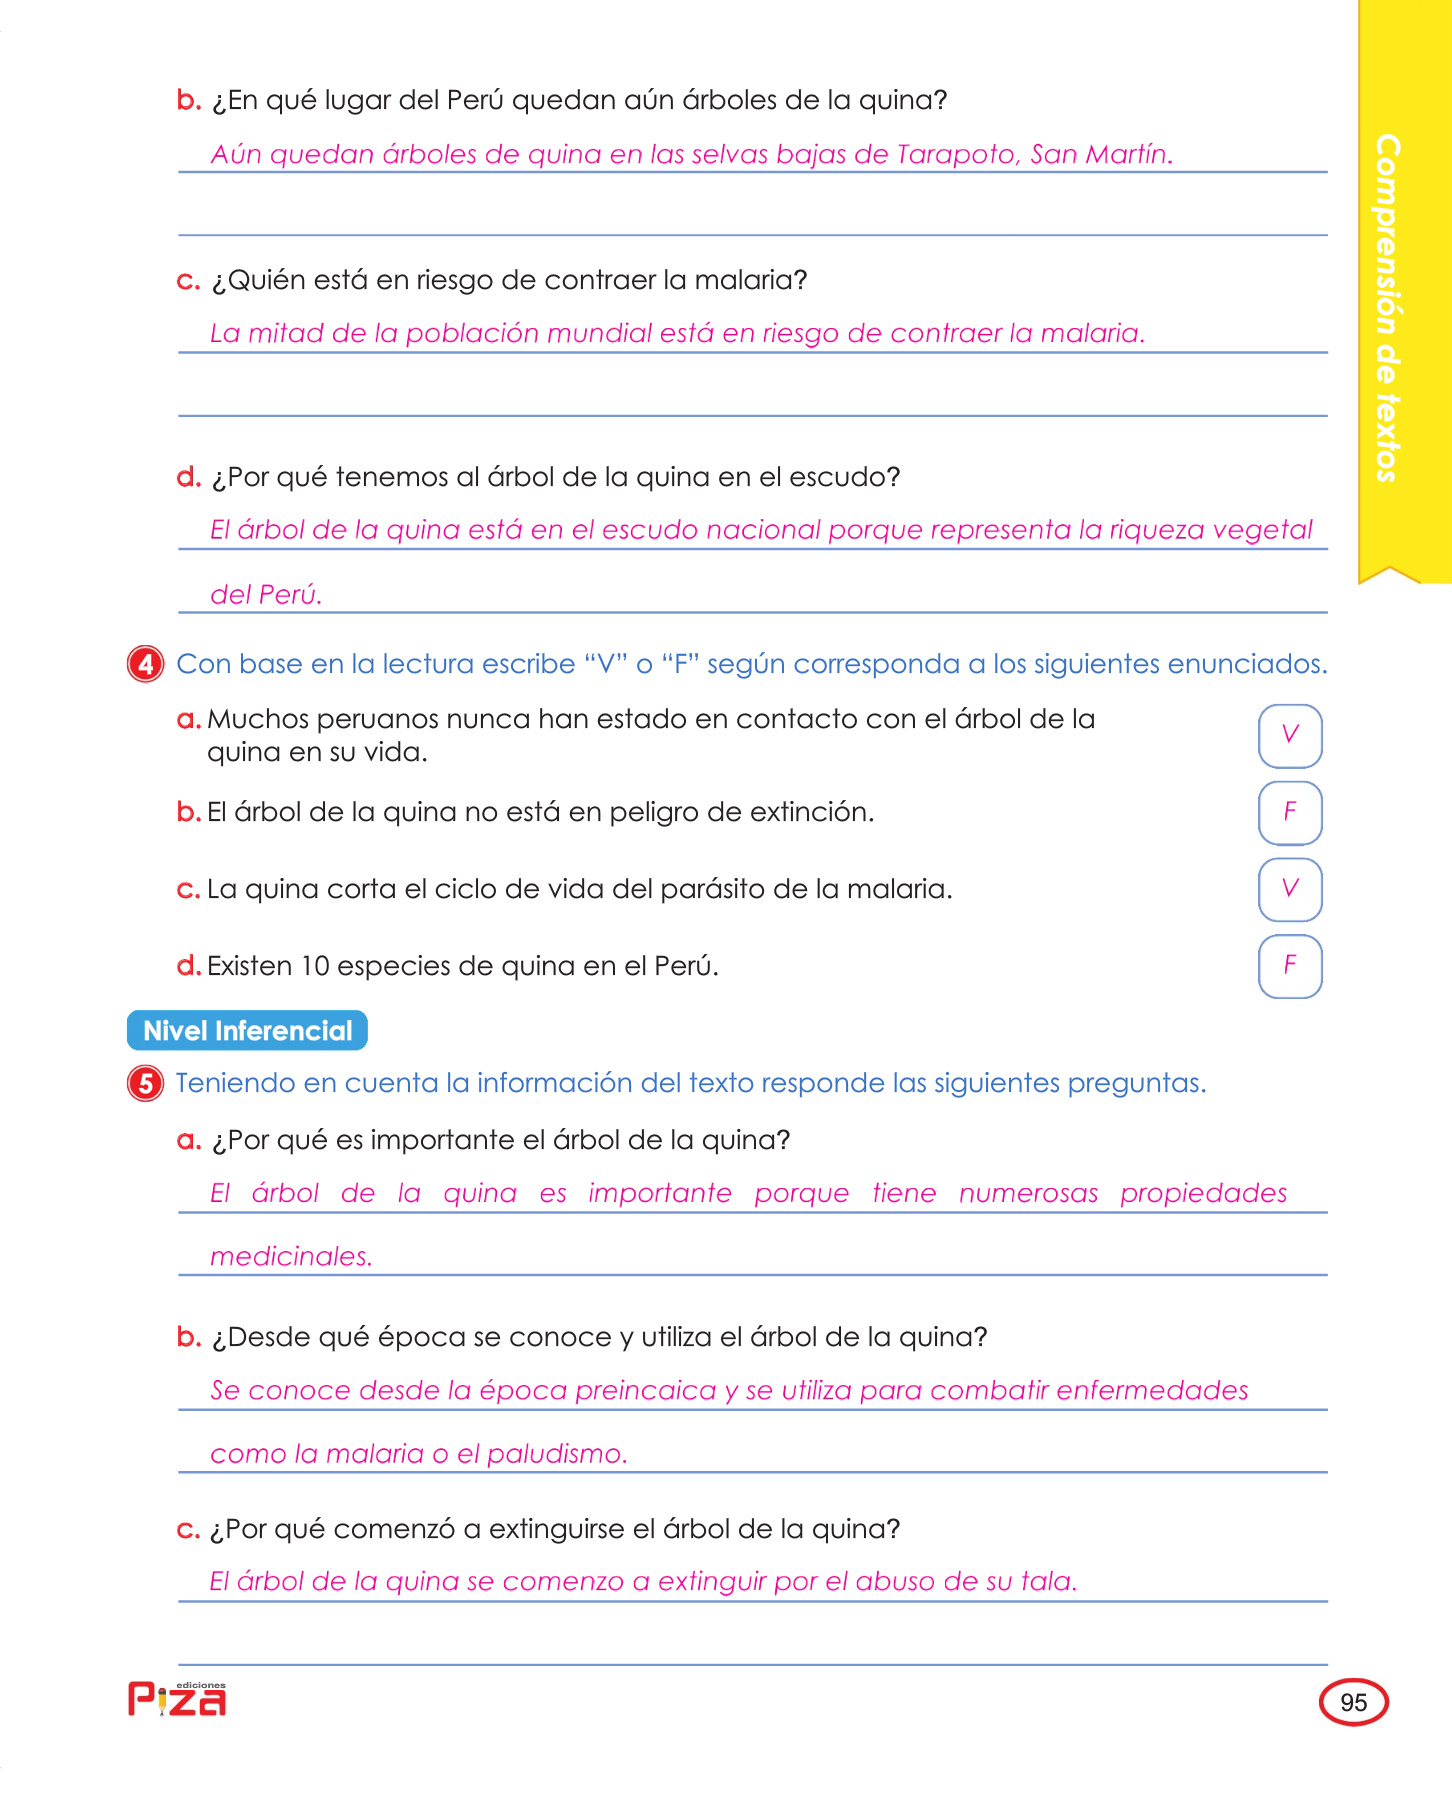 b. ¿En qué lugar del Perú quedan aún árboles de la quina?
Aún quedan árboles de quina en las selvas bajas de Tarapoto, San Martín.
c. ¿Quién está en riesgo de contraer la malaria?
La mitad de la población mundial está en riesgo de contraer la malaria.
d. ¿Por qué tenemos al árbol de la quina en el escudo?
El árbol de la quina está en el escudo nacional porque representa la riqueza vegetal
del Perú.
4 Con base en la lectura escribe “V” o “F” según corresponda a los siguientes enunciados.
a. Muchos peruanos nunca han estado en contacto con el árbol de la
quina en su vida.
V
b. El árbol de la quina no está en peligro de extinción.
F
c. La quina corta el ciclo de vida del parásito de la malaria.
V
d. Existen 10 especies de quina en el Perú.
F
Nivel Inferencial
5 Teniendo en cuenta la información del texto responde las siguientes preguntas.
a. ¿Por qué es importante el árbol de la quina?
El árbol de la quina es importante porque tiene numerosas propiedades
medicinales.
b. ¿Desde qué época se conoce y utiliza el árbol de la quina?
Se conoce desde la época preincaica y se utiliza para combatir enfermedades
como la malaria o el paludismo.
c. ¿Por qué comenzó a extinguirse el árbol de la quina?
El árbol de la quina se comenzo a extinguir por el abuso de su tala.
ediciones
Piza
95
Comprensión de textos